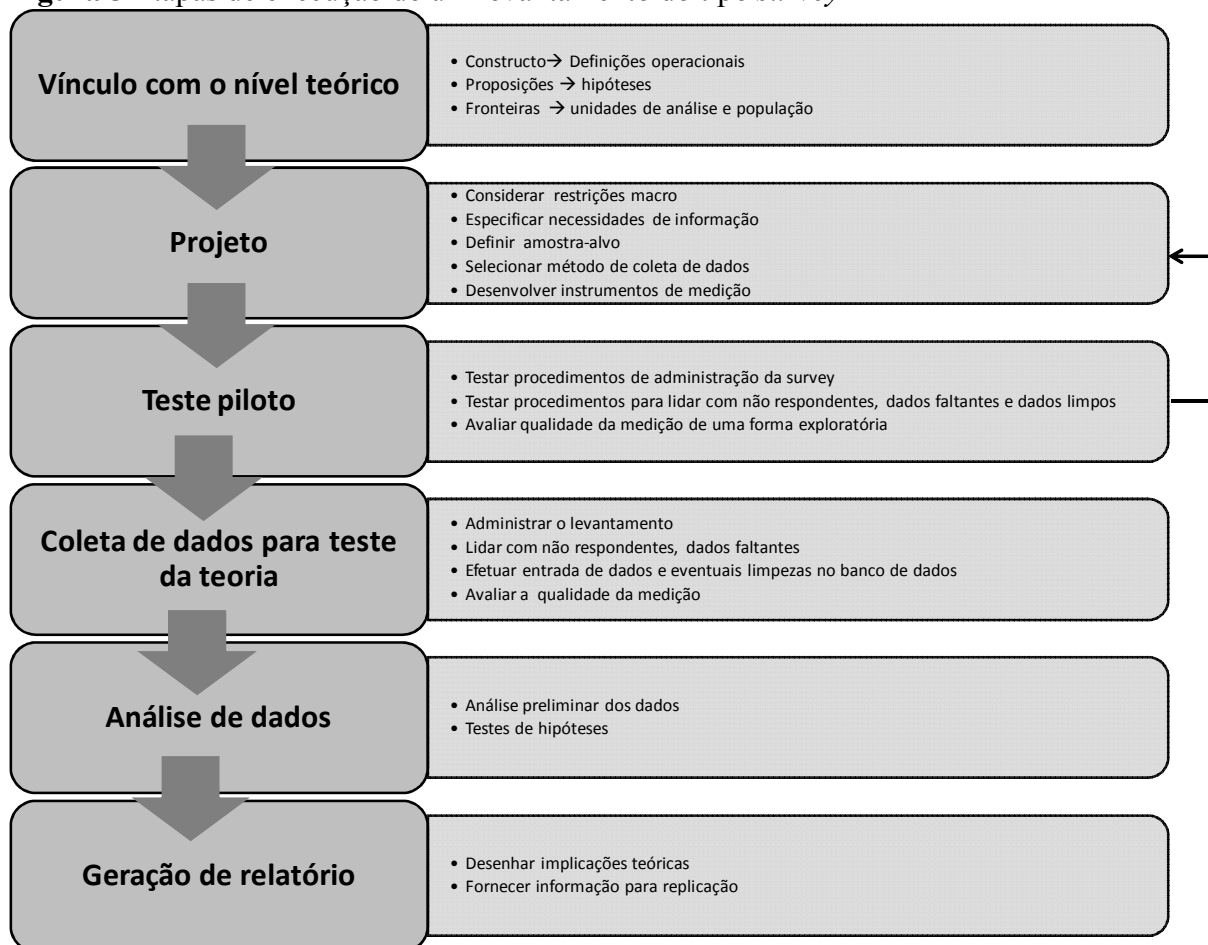 Vínculo com o nível teórico
• Constructo→ Definições operacionais
• Proposições → hipóteses
• Fronteiras → unidades de análise e população
Projeto
• Considerar restrições macro
• Especificar necessidades de informação
• Definir amostra-alvo
• Selecionar método de coleta de dados
• Desenvolver instrumentos de medição
Teste piloto
• Testar procedimentos de administração da survey
• Testar procedimentos para lidar com não respondentes, dados faltantes e dados limpos
• Avaliar qualidade da medição de uma forma exploratória
Coleta de dados para teste
da teoria
• Administrar o levantamento
• Lidar com não respondentes, dados faltantes
• Efetuar entrada de dados e eventuais limpezas no banco de dados
• Avaliar a qualidade da medição
Análise de dados
• Análise preliminar dos dados
• Testes de hipóteses
Geração de relatório
• Desenhar implicações teóricas
• Fornecer informação para replicação